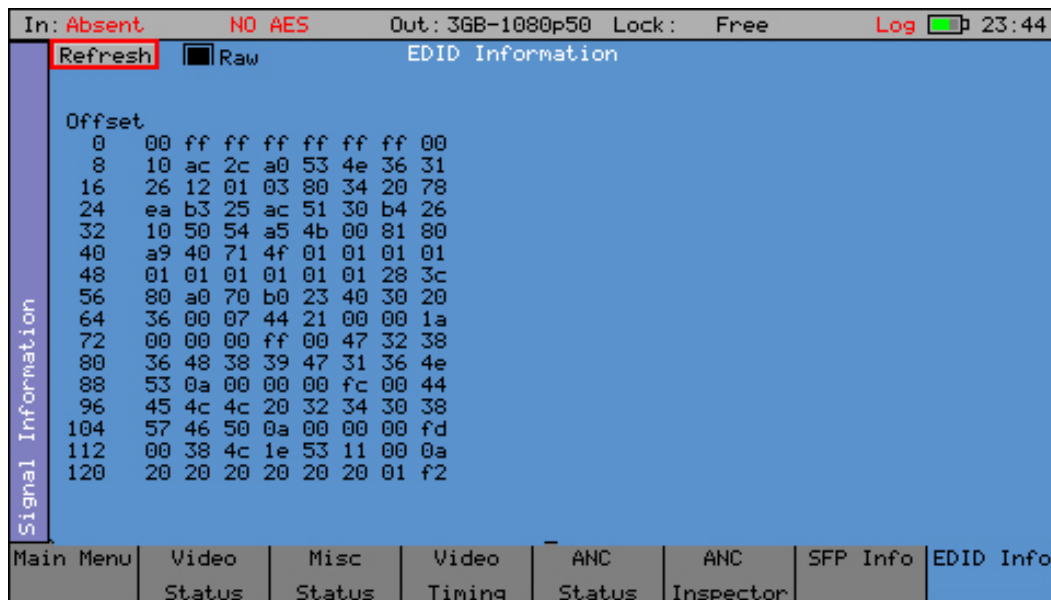 In: Absent NO AES Out: 3GB-1080p50 Lock: Free Log 23:44
Refresh Raw EDID Information
Offset
0 00 ff ff ff ff ff ff 00
8 10 ac 2c a0 53 4e 36 31
16 26 12 01 03 80 34 20 78
24 ea b3 25 ac 51 30 b4 26
32 10 50 54 a5 4b 00 81 80
40 a9 40 71 4f 01 01 01 01
48 01 01 01 01 01 01 28 3c
56 80 a0 70 b0 23 40 30 20
64 36 00 07 44 21 00 00 1a
72 00 00 00 ff 00 47 32 38
80 36 48 38 39 47 31 36 4e
88 53 0a 00 00 00 fc 00 44
96 45 4c 4c 20 32 34 30 38
104 57 46 50 0a 00 00 00 fd
112 00 38 4c 1e 53 11 00 0a
120 20 20 20 20 20 20 01 f2
Signal Information
Main Menu Video Misc Video ANC ANC SFP Info EDID Info
Status Status Timing Status Inspector